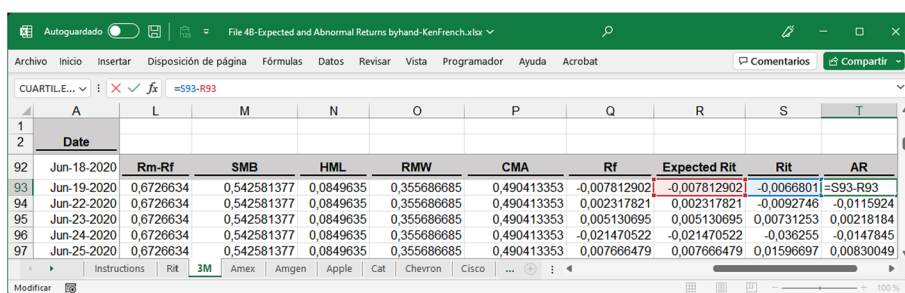 Autoguardado File 4B-Expected and Abnormal Returns byhand-KenFrench.xlsx
Archivo Inicio Insertar Disposición de página Fórmulas Datos Revisar Vista Programador Ayuda Acrobat Comentarios Compartir
CUARTIL.E... fx =S93-R93
A L M N O P Q R S T
1
2 Date
92 Jun-18-2020 Rm-Rf SMB HML RMW CMA Rf Expected Rit Rit AR
93 Jun-19-2020 0,6726634 0,542581377 0,0849635 0,355686685 0,490413353 -0,007812902 -0,007812902 -0,0066801 =S93-R93
94 Jun-22-2020 0,6726634 0,542581377 0,0849635 0,355686685 0,490413353 0,002317821 0,002317821 -0,0092746 -0,0115924
95 Jun-23-2020 0,6726634 0,542581377 0,0849635 0,355686685 0,490413353 0,005130695 0,005130695 0,00731253 0,00218184
96 Jun-24-2020 0,6726634 0,542581377 0,0849635 0,355686685 0,490413353 -0,021470522 -0,021470522 -0,036255 -0,0147845
97 Jun-25-2020 0,6726634 0,542581377 0,0849635 0,355686685 0,490413353 0,007666479 0,007666479 0,01596697 0,00830049
Instructions Rit 3M Amex Amgen Apple Cat Chevron Cisco ...
Modificar 100 %